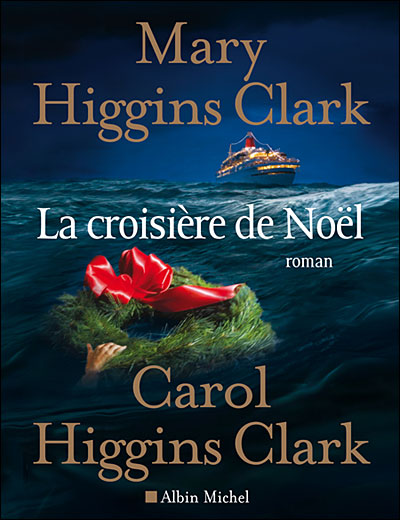 Mary
Higgins Clark
La croisière de Noël
roman
Carol
Higgins Clark
Albin Michel